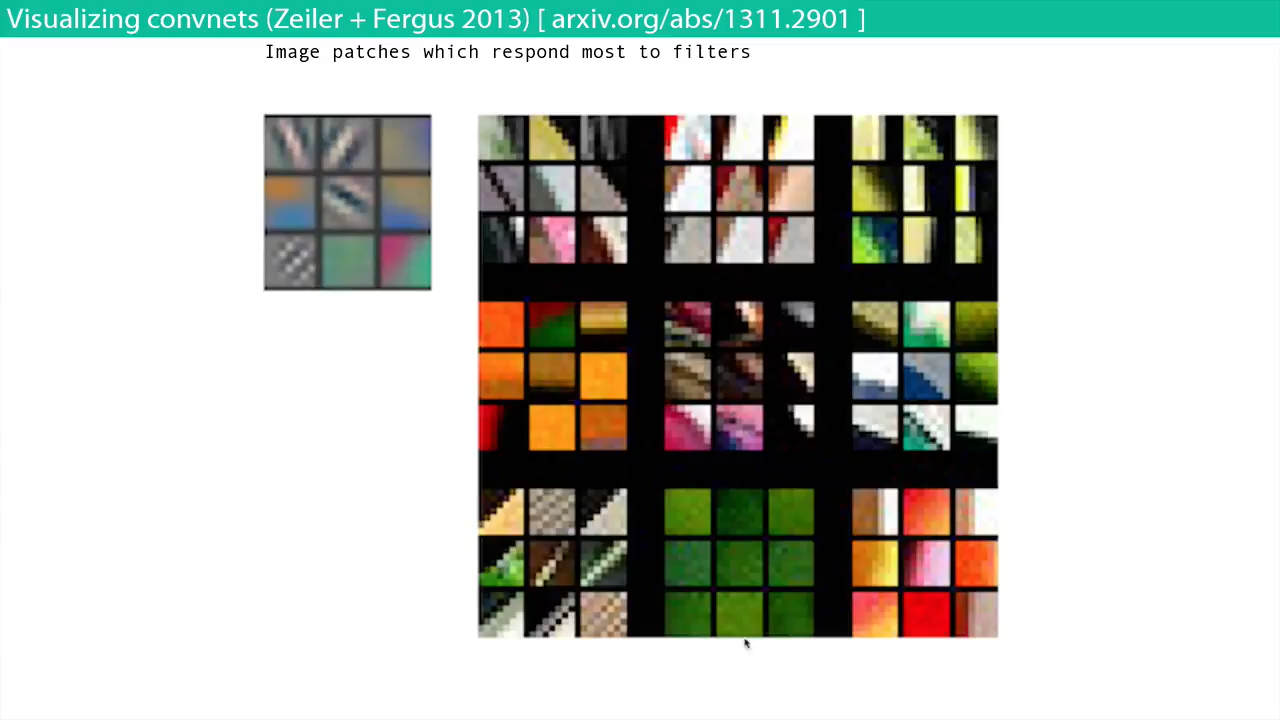 Visualizing convnets (Zeiler + Fergus 2013) [ arxiv.org/abs/1311.2901 ]
Image patches which respond most to filters